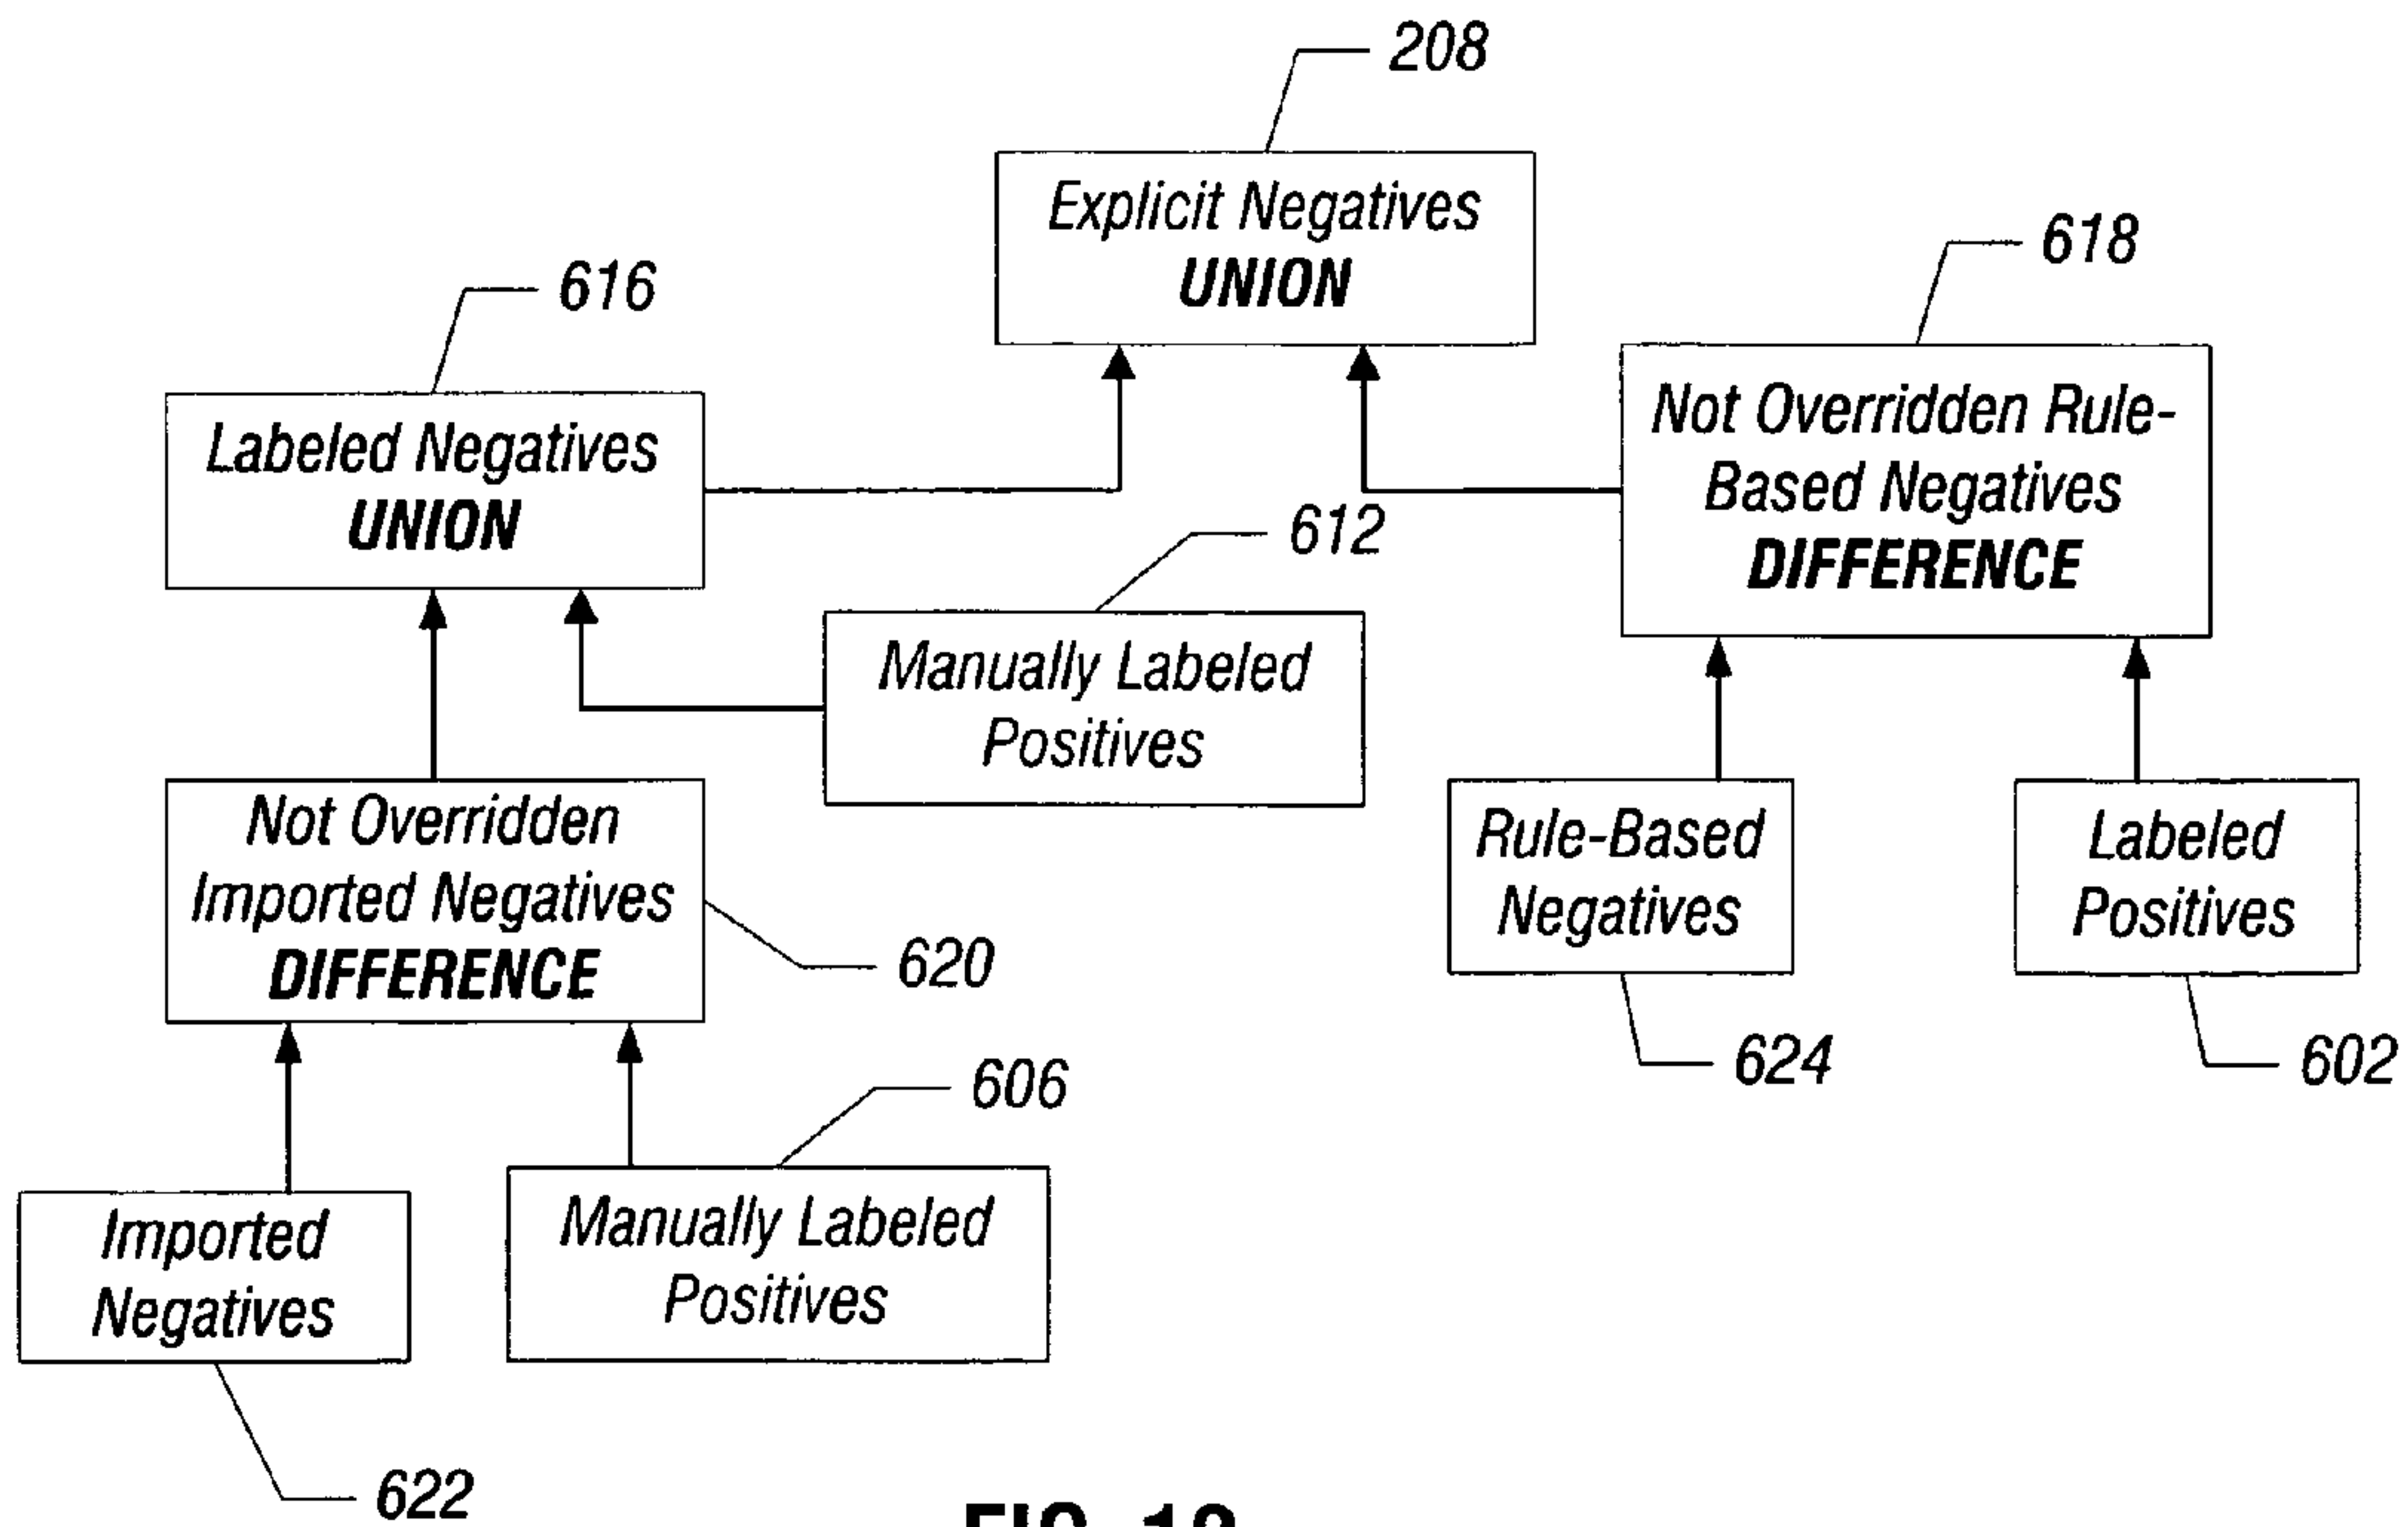 208
Explicit Negatives
UNION
618
616
Not Overridden Rule-
Based Negatives
DIFFERENCE
Labeled Negatives
UNION
612
Manually Labeled
Positives
Not Overridden
Imported Negatives
DIFFERENCE
620
Rule-Based
Negatives
Labeled
Positives
624
602
606
Imported
Negatives
Manually Labeled
Positives
622